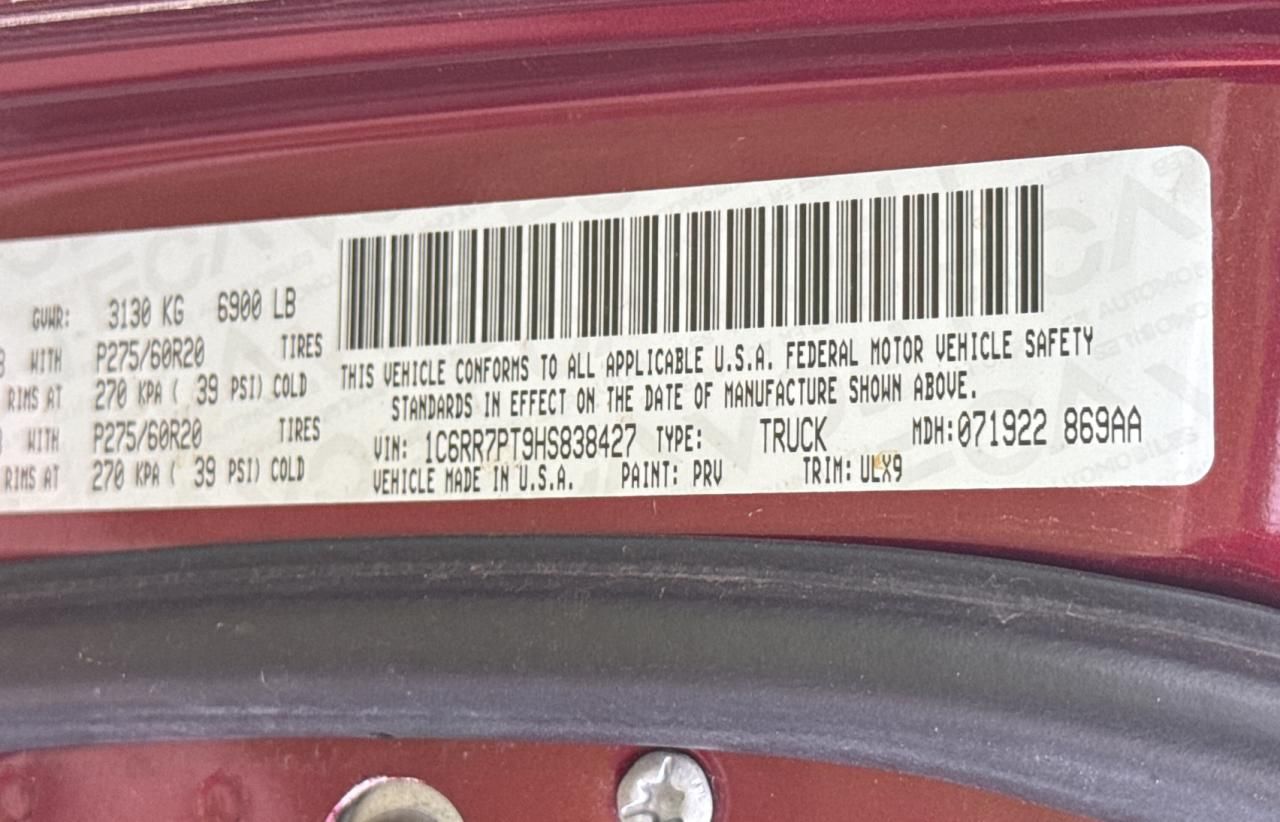 GVWR: 3130 KG 6900 LB
WITH P275/60R20 TIRES
RIMS AT 270 KPA ( 39 PSI) COLD
WITH P275/60R20 TIRES
RIMS AT 270 KPA ( 39 PSI) COLD
THIS VEHICLE CONFORMS TO ALL APPLICABLE U.S.A. FEDERAL MOTOR VEHICLE SAFETY
STANDARDS IN EFFECT ON THE DATE OF MANUFACTURE SHOWN ABOVE.
VIN: 1C6RR7PT9HS838427 TYPE: TRUCK MDH:071922 869AA
VEHICLE MADE IN U.S.A. PAINT: PRV TRIM: ULX9